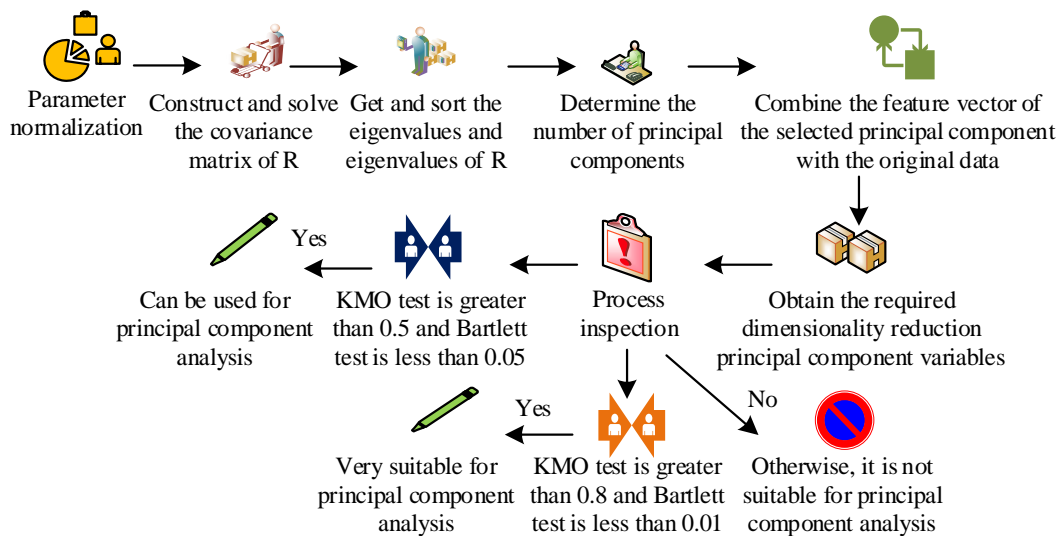 Parameter
normalization
Construct and solve
the covariance
matrix of R
Get and sort the
eigenvalues and
eigenvalues of R
Determine the
number of principal
components
Combine the feature vector of
the selected principal component
with the original data
Yes
Can be used for
principal component
analysis
KMO test is greater
than 0.5 and Bartlett
test is less than 0.05
Process
inspection
Obtain the required
dimensionality reduction
principal component variables
Yes
No
Very suitable for
principal component
analysis
KMO test is greater
than 0.8 and Bartlett
test is less than 0.01
Otherwise, it is not
suitable for principal
component analysis